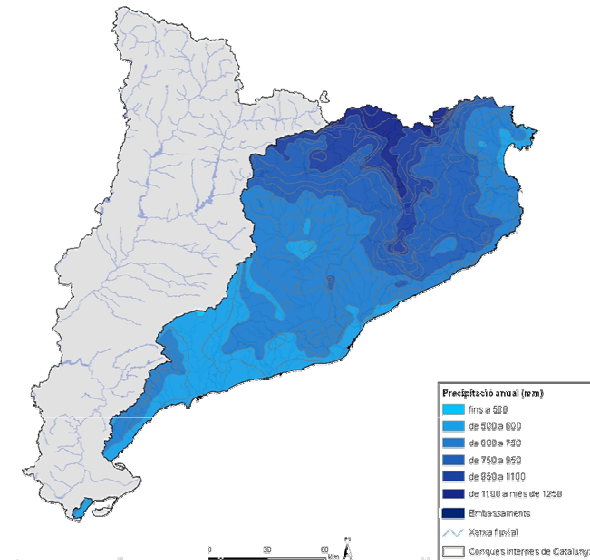 Precipitació anual (mm)
fins a 500
de 500 a 600
de 600 a 750
de 750 a 950
de 950 a 1100
de 1100 a més de 1250
Embassaments
Xarxa fluvial
Conques internes de Catalunya
0 30 60
Km